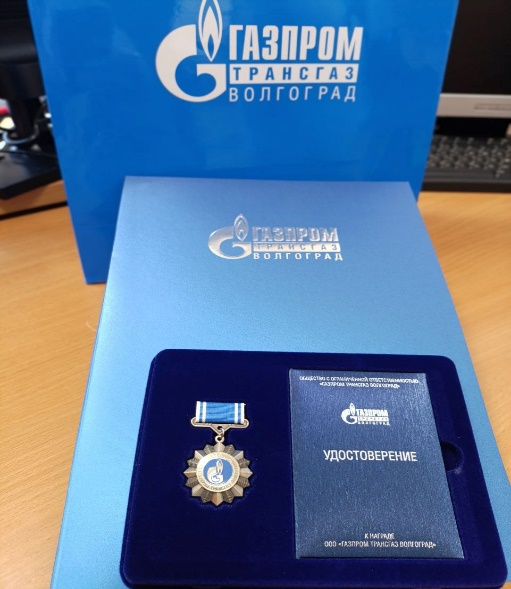 ГАЗПРОМ
ТРАНСГАЗ
ВОЛГОГРАД
ГАЗПРОМ
ТРАНСГАЗ
ВОЛГОГРАД
ОБЩЕСТВО С ОГРАНИЧЕННОЙ ОТВЕТСТВЕННОСТЬЮ
«ГАЗПРОМ ТРАНСГАЗ ВОЛГОГРАД»
ГАЗПРОМ
ТРАНСГАЗ
ВОЛГОГРАД
УДОСТОВЕРЕНИЕ
К НАГРАДЕ
ООО «ГАЗПРОМ ТРАНСГАЗ ВОЛГОГРАД»